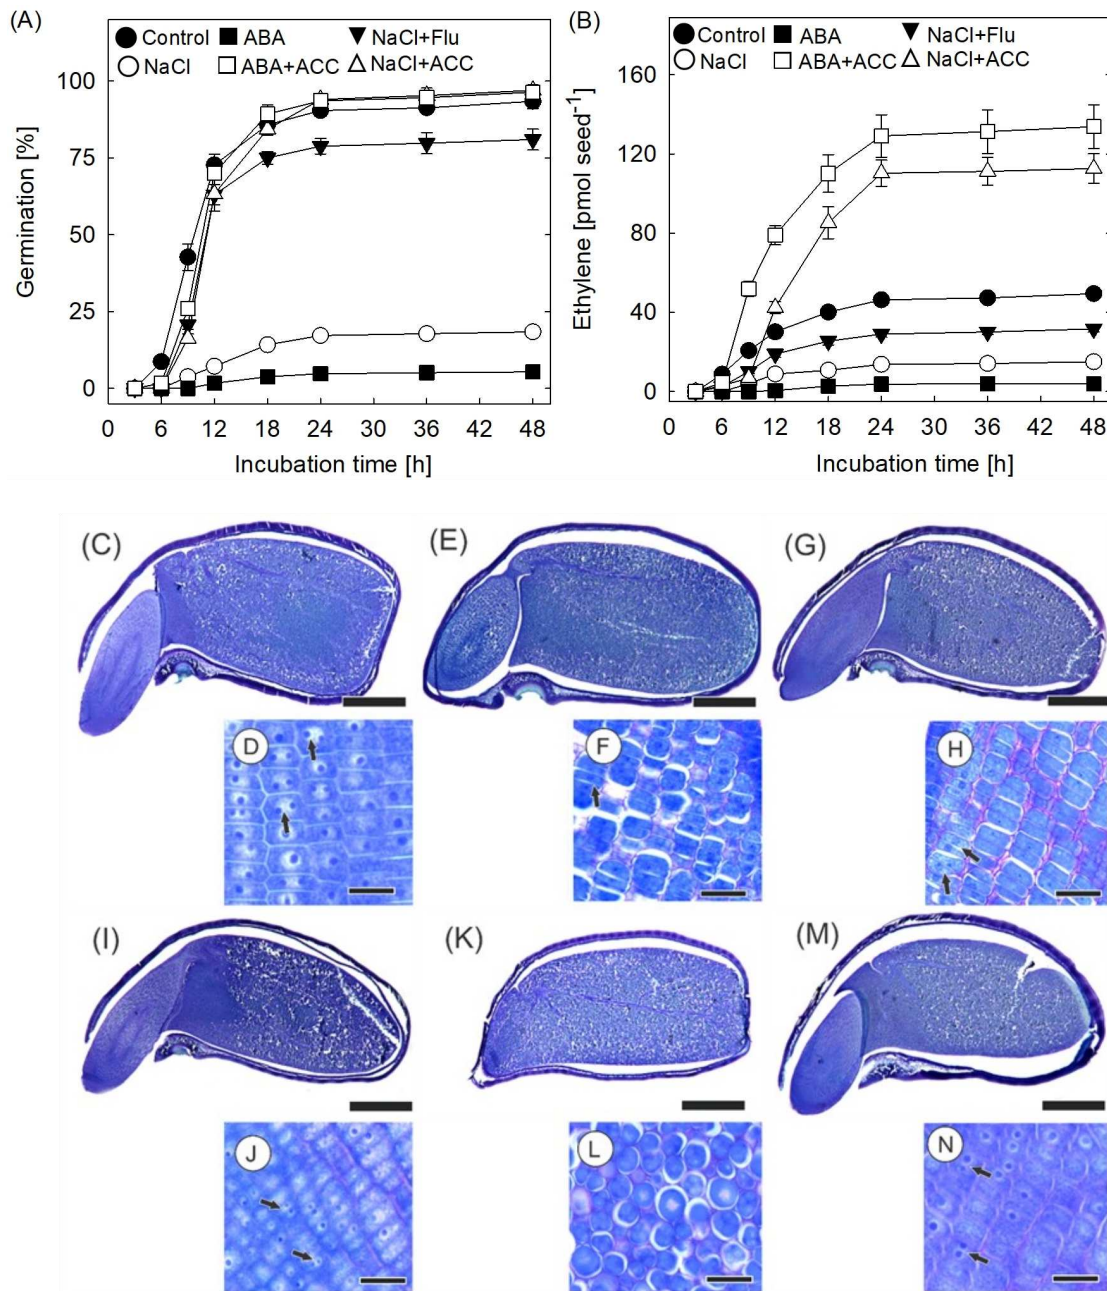 (A)
Control ABA NaCl+Flu
NaCl ABA+ACC NaCl+ACC
Germination [%]
100
75
50
25
0
0 6 12 18 24 30 36 42 48
Incubation time [h]
(B)
Control ABA NaCl+Flu
NaCl ABA+ACC NaCl+ACC
Ethylene [pmol seed⁻¹]
160
120
80
40
0
0 6 12 18 24 30 36 42 48
Incubation time [h]
(C) (E) (G)
D F H
(I) (K) (M)
J L N